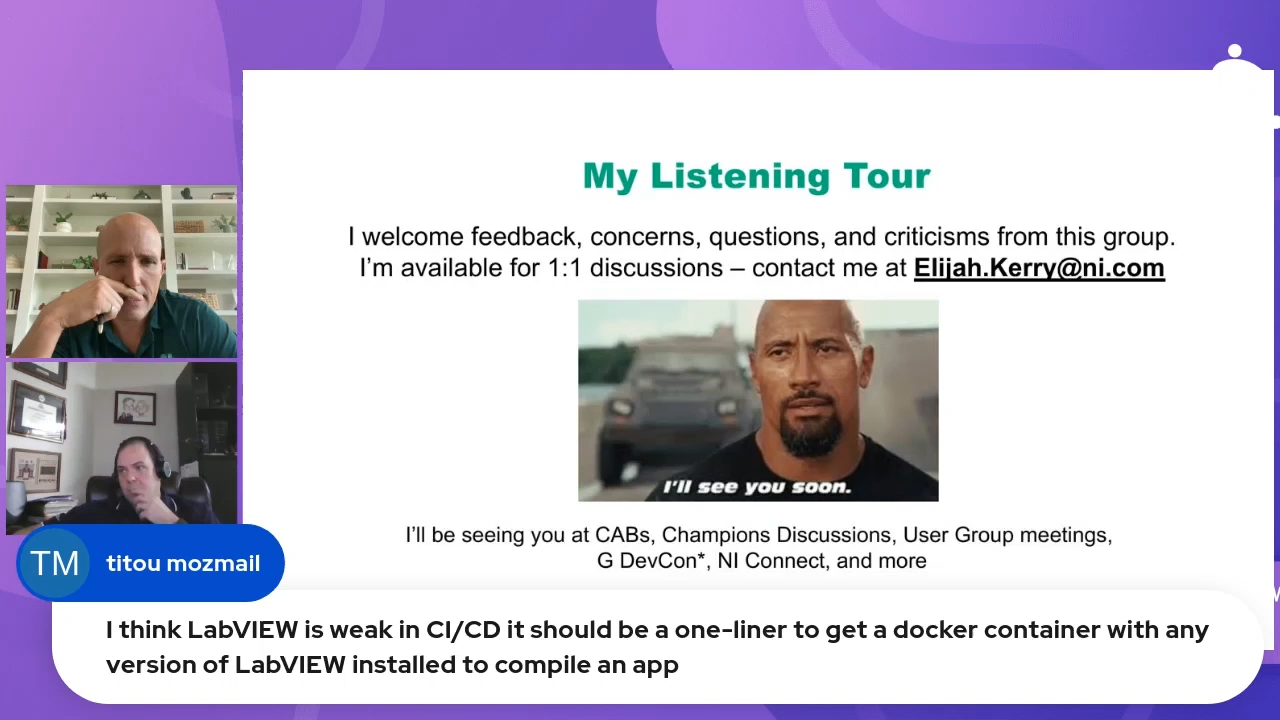 My Listening Tour
I welcome feedback, concerns, questions, and criticisms from this group.
I'm available for 1:1 discussions – contact me at Elijah.Kerry@ni.com
I'll see you soon.
I'll be seeing you at CABs, Champions Discussions, User Group meetings,
G DevCon*, NI Connect, and more
TM titou mozmail
I think LabVIEW is weak in CI/CD it should be a one-liner to get a docker container with any
version of LabVIEW installed to compile an app